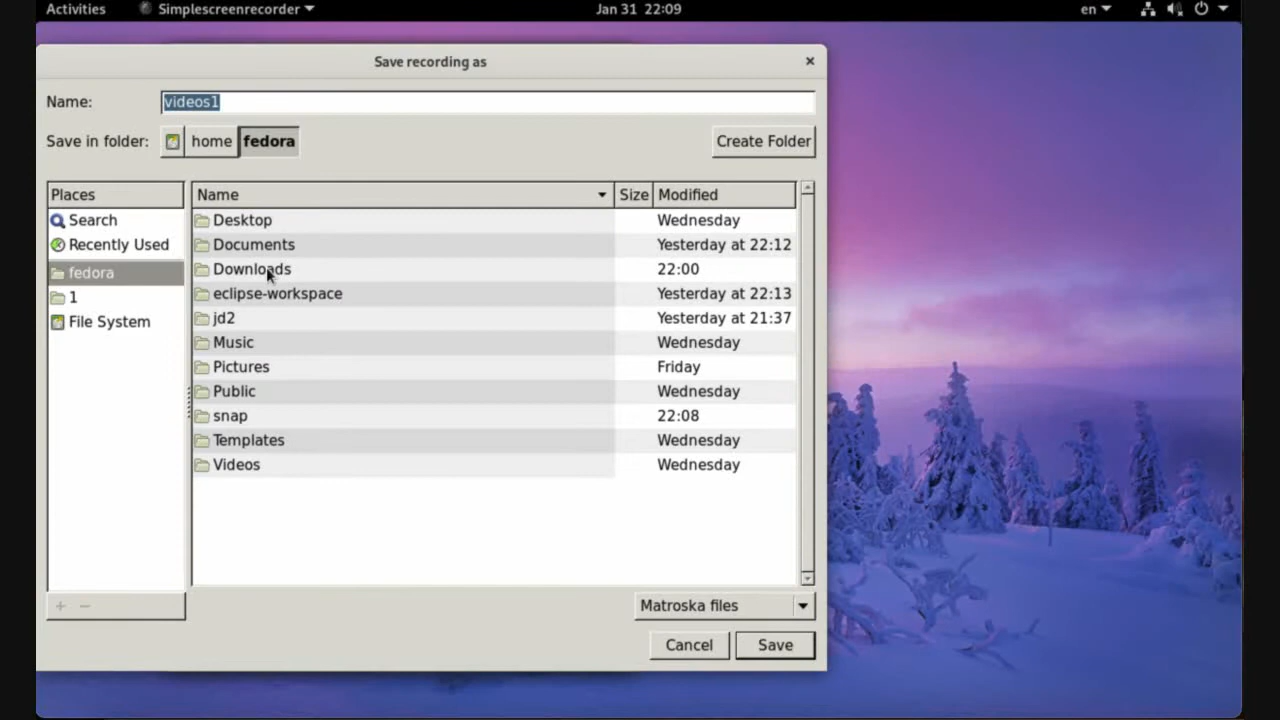 Activities Simplescreenrecorder Jan 31 22:09 en
Save recording as
Name: videos1
Save in folder: home fedora Create Folder
Places Name Size Modified
Search Desktop Wednesday
Recently Used Documents Yesterday at 22:12
fedora Downloads 22:00
1 eclipse-workspace Yesterday at 22:13
File System jd2 Yesterday at 21:37
Music Wednesday
Pictures Friday
Public Wednesday
snap 22:08
Templates Wednesday
Videos Wednesday
Matroska files
Cancel Save